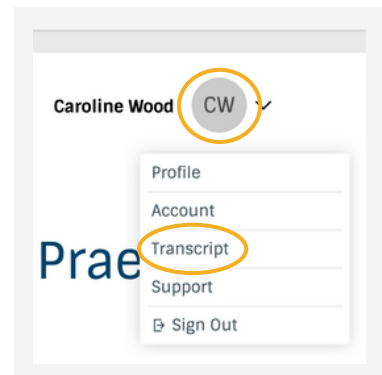 Caroline Wood CW
Profile
Account
Prae
Transcript
Support
Sign Out